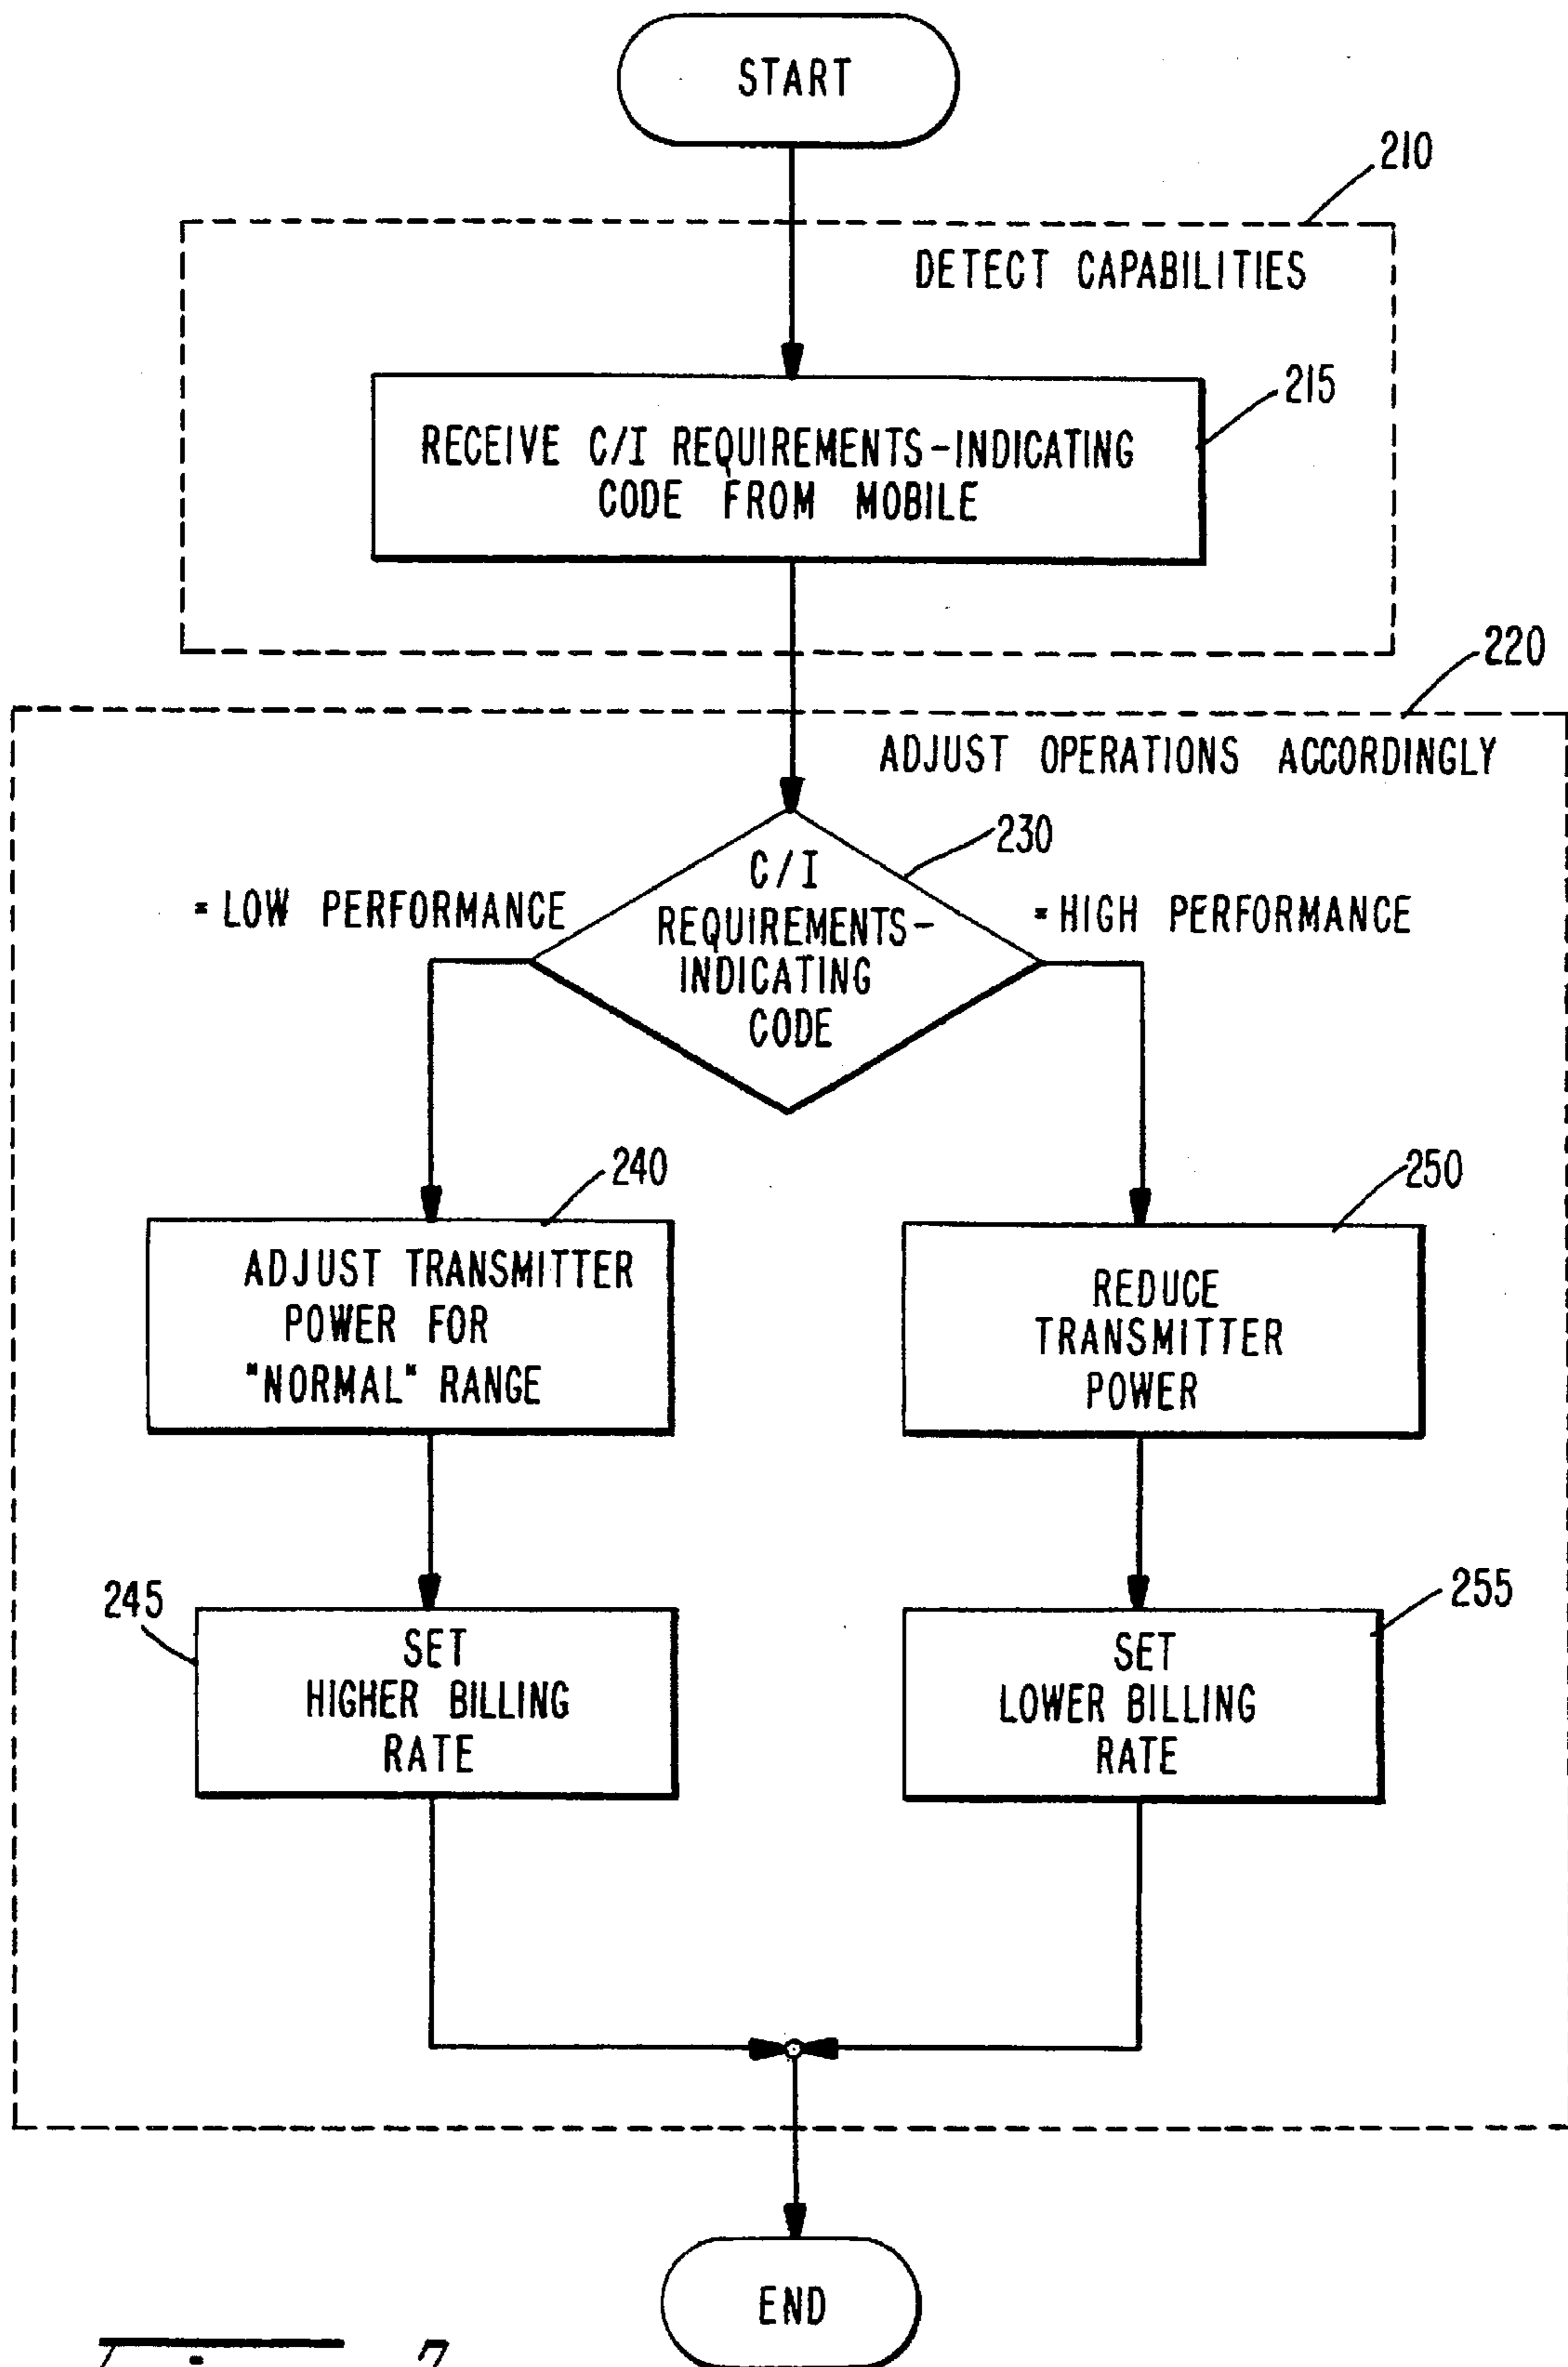 START
210
DETECT CAPABILITIES
215
RECEIVE C/I REQUIREMENTS-INDICATING
CODE FROM MOBILE
220
ADJUST OPERATIONS ACCORDINGLY
230
= LOW PERFORMANCE
C/I
REQUIREMENTS-
INDICATING
CODE
= HIGH PERFORMANCE
240
ADJUST TRANSMITTER
POWER FOR
"NORMAL" RANGE
250
REDUCE
TRANSMITTER
POWER
245
SET
HIGHER BILLING
RATE
255
SET
LOWER BILLING
RATE
END